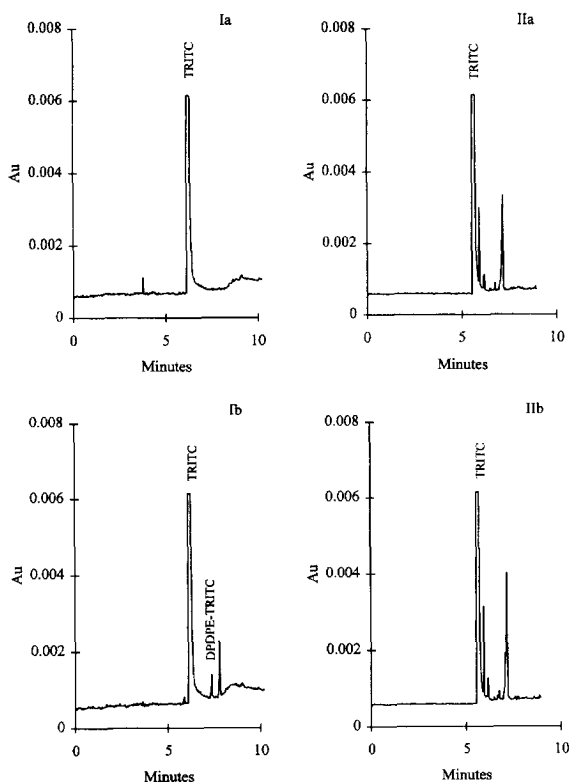 Ia
0.008
0.006
0.004
0.002
0
Au
TRITC
0
5
10
Minutes
IIa
0.008
0.006
0.004
0.002
0
Au
TRITC
0
5
10
Minutes
Ib
0.008
0.006
0.004
0.002
0
Au
TRITC
DPDPE-TRITC
0
5
10
Minutes
IIb
0.008
0.006
0.004
0.002
0
Au
TRITC
0
5
10
Minutes